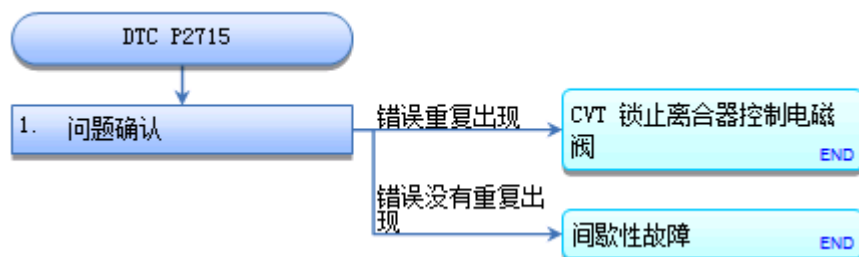 DTC P2715
1. 问题确认
错误重复出现
CVT 锁止离合器控制电磁
阀
END
错误没有重复出
现
间歇性故障
END